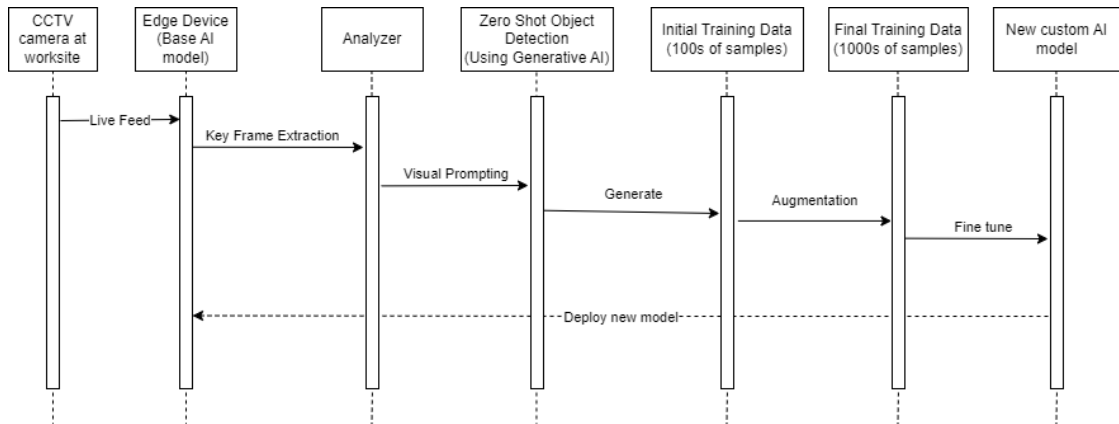 CCTV
camera at
worksite
Edge Device
(Base AI
model)
Analyzer
Zero Shot Object
Detection
(Using Generative AI)
Initial Training Data
(100s of samples)
Final Training Data
(1000s of samples)
New custom AI
model
Live Feed
Key Frame Extraction
Visual Prompting
Generate
Augmentation
Fine tune
Deploy new model